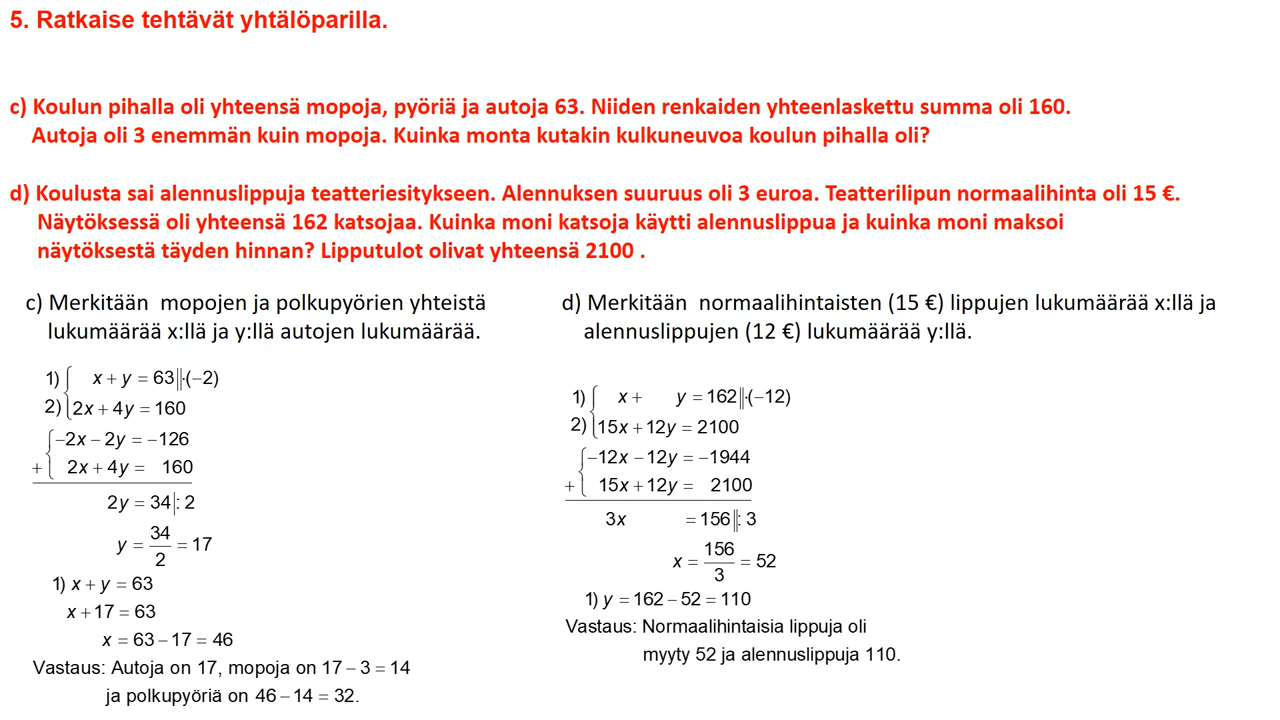 5. Ratkaise tehtävät yhtälöparilla.
c) Koulun pihalla oli yhteensä mopoja, pyöriä ja autoja 63. Niiden renkaiden yhteenlaskettu summa oli 160.
Autoja oli 3 enemmän kuin mopoja. Kuinka monta kutakin kulkuneuvoa koulun pihalla oli?
d) Koulusta sai alennuslippuja teatteriesitykseen. Alennuksen suuruus oli 3 euroa. Teatterilipun normaalihinta oli 15 €.
Näytöksessä oli yhteensä 162 katsojaa. Kuinka moni katsoja käytti alennuslippua ja kuinka moni maksoi
näytöksestä täyden hinnan? Lipputulot olivat yhteensä 2100 .
c) Merkitään mopojen ja polkupyörien yhteistä
lukumäärää x:llä ja y:llä autojen lukumäärää.
1) x + y = 63 ‖·(−2)
2) 2x + 4y = 160
−2x − 2y = −126
+ 2x + 4y = 160
2y = 34 |: 2
y = 34/2 = 17
1) x + y = 63
x + 17 = 63
x = 63 − 17 = 46
Vastaus: Autoja on 17, mopoja on 17 − 3 = 14
ja polkupyöriä on 46 − 14 = 32.
d) Merkitään normaalihintaisten (15 €) lippujen lukumäärää x:llä ja
alennuslippujen (12 €) lukumäärää y:llä.
1) x + y = 162 ‖·(−12)
2) 15x + 12y = 2100
−12x − 12y = −1944
+ 15x + 12y = 2100
3x = 156 ‖: 3
x = 156/3 = 52
1) y = 162 − 52 = 110
Vastaus: Normaalihintaisia lippuja oli
myyty 52 ja alennuslippuja 110.